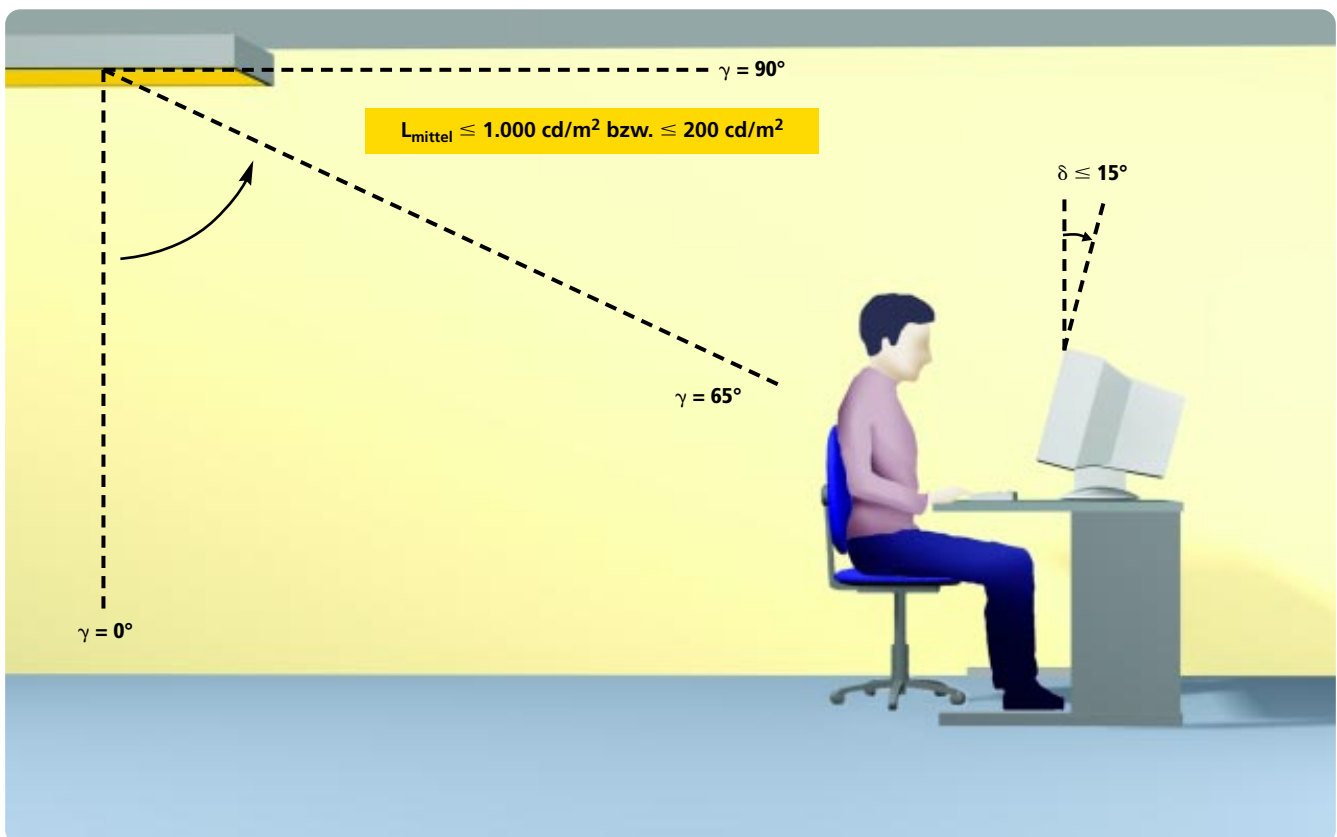 γ = 90°
Lmittel ≤ 1.000 cd/m² bzw. ≤ 200 cd/m²
δ ≤ 15°
γ = 65°
γ = 0°